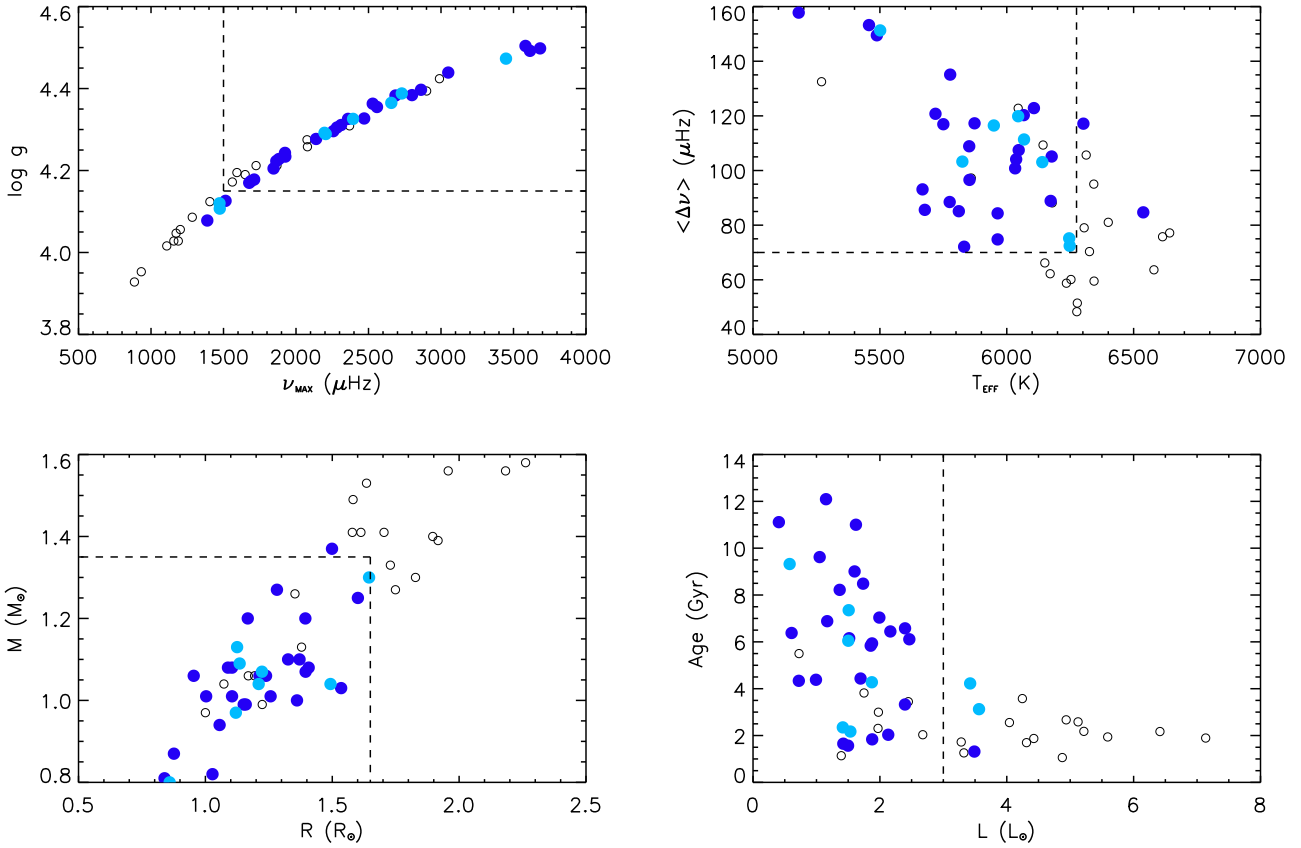 4.6
4.4
4.2
4.0
3.8
log g
500 1000 1500 2000 2500 3000 3500 4000
ν_MAX (μHz)
160
140
120
100
80
60
40
<Δν> (μHz)
5000 5500 6000 6500 7000
T_EFF (K)
1.6
1.4
1.2
1.0
0.8
M (M⊙)
0.5 1.0 1.5 2.0 2.5
R (R⊙)
14
12
10
8
6
4
2
0
Age (Gyr)
0 2 4 6 8
L (L⊙)